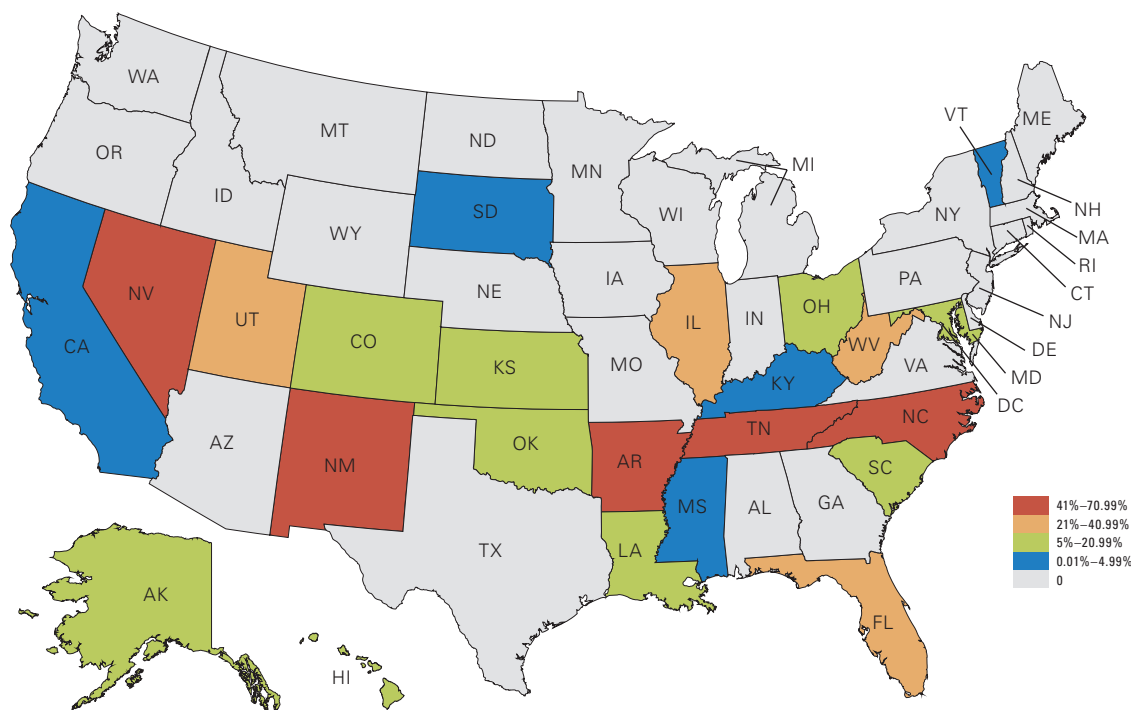 WA
MT
ND
MN
VT
ME
OR
ID
MI
SD
WI
NY
NH
WY
MA
RI
IA
NE
PA
CT
NV
UT
IL
IN
OH
NJ
CA
CO
DE
KS
MO
WV
VA
MD
KY
DC
NC
TN
AZ
OK
NM
AR
SC
MS
AL
GA
41%–70.99%
21%–40.99%
5%–20.99%
0.01%–4.99%
0
TX
LA
AK
FL
HI